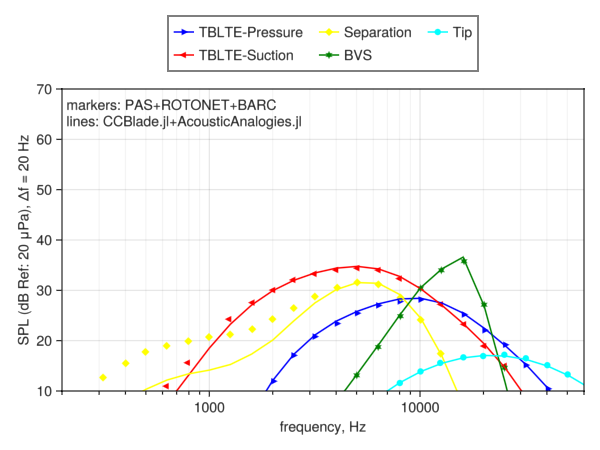 TBLTE-Pressure Separation Tip
TBLTE-Suction BVS
70
markers: PAS+ROTONET+BARC
lines: CCBlade.jl+AcousticAnalogies.jl
60
50
40
30
20
10
SPL (dB Ref: 20 μPa), Δf = 20 Hz
1000 10000
frequency, Hz